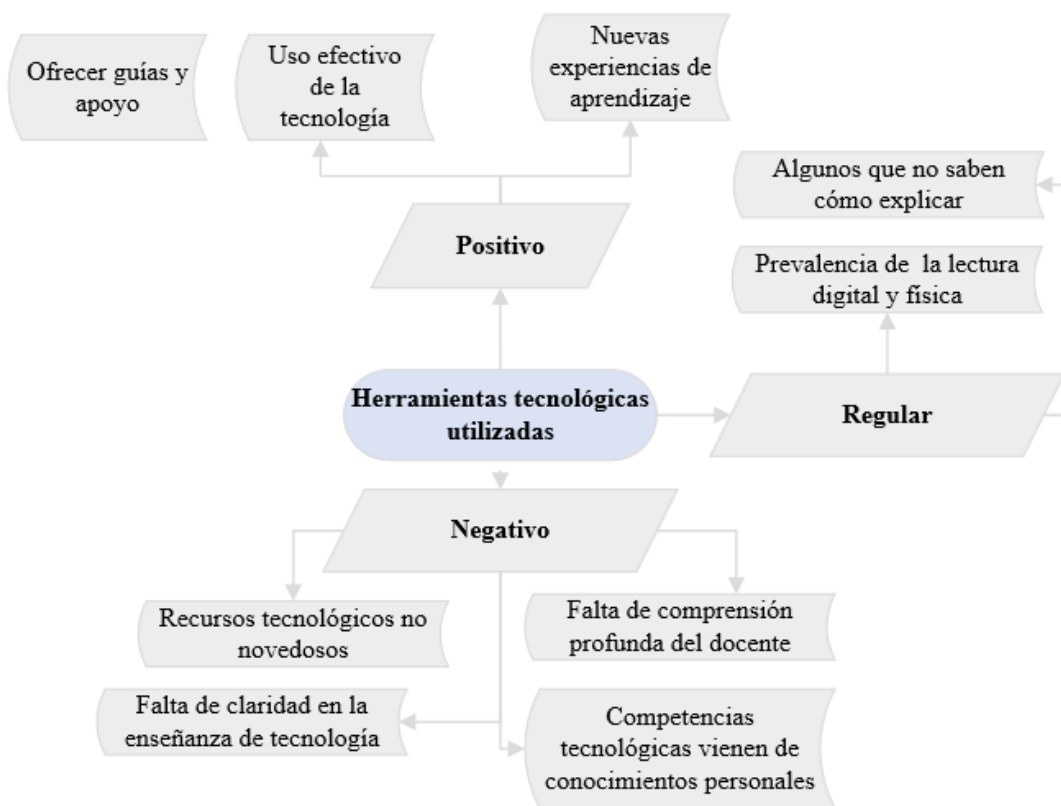 Ofrecer guías y
apoyo
Uso efectivo
de la
tecnología
Nuevas
experiencias de
aprendizaje
Algunos que no saben
cómo explicar
Positivo
Prevalencia de la lectura
digital y física
Herramientas tecnológicas
utilizadas
Regular
Negativo
Recursos tecnológicos no
novedosos
Falta de comprensión
profunda del docente
Falta de claridad en la
enseñanza de tecnología
Competencias
tecnológicas vienen de
conocimientos personales